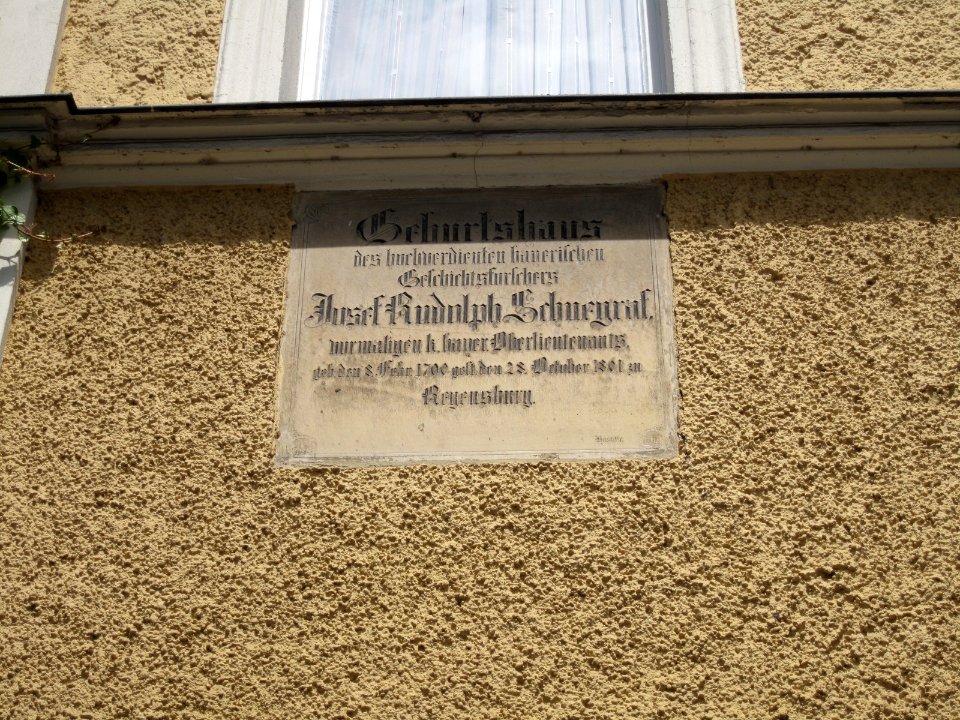 Geburtshaus
des hochverdienten bayerischen
Geschichtsforschers
Josef Rudolph Schuegraf,
vormaligen k. bayer. Oberlieutenants,
geb den 8. Febr. 1790 gest. den 28. October 1861 zu
Regensburg.